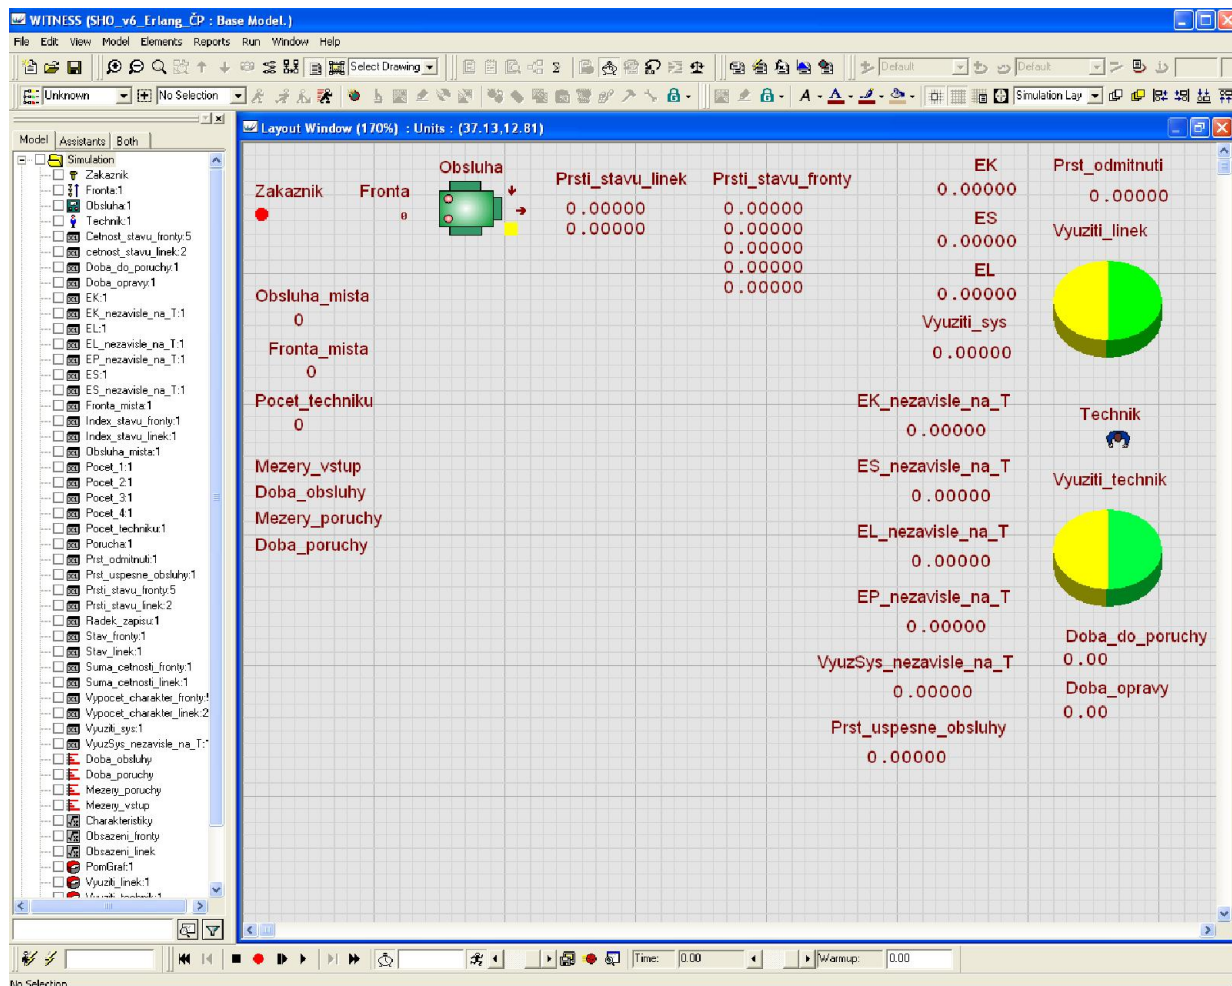 WITNESS (SHO_v6_Erlang_ČP : Base Model.)
File Edit View Model Elements Reports Run Window Help
Select Drawing
Default
Default
Unknown
No Selection
Simulation Lay
Model Assistants Both
Simulation
Zakaznik
Fronta:1
Obsluha:1
Technik:1
Cetnost_stavu_fronty:5
cetnost_stavu_linek:2
Doba_do_poruchy:1
Doba_opravy:1
EK:1
EK_nezavisle_na_T:1
EL:1
EL_nezavisle_na_T:1
EP_nezavisle_na_T:1
ES:1
ES_nezavisle_na_T:1
Fronta_mista:1
Index_stavu_fronty:1
Index_stavu_linek:1
Obsluha_mista:1
Pocet_1:1
Pocet_2:1
Pocet_3:1
Pocet_4:1
Pocet_techniku:1
Porucha:1
Prst_odmitnuti:1
Prst_uspesne_obsluhy:1
Prsti_stavu_fronty:5
Prsti_stavu_linek:2
Radek_zapisu:1
Stav_fronty:1
Stav_linek:1
Suma_cetnosti_fronty:1
Suma_cetnosti_linek:1
Vypocet_charakter_fronty:
Vypocet_charakter_linek:2
Vyuziti_sys:1
VyuzSys_nezavisle_na_T:
Doba_obsluhy
Doba_poruchy
Mezery_poruchy
Mezery_vstup
Charakteristiky
Obsazeni_fronty
Obsazeni_linek
PomGraf:1
Vyuziti_linek:1
Vyuziti_technik:1
Layout Window (170%) : Units : (37.13,12.81)
Zakaznik
Fronta
0
Obsluha
Prsti_stavu_linek
0.00000
0.00000
Prsti_stavu_fronty
0.00000
0.00000
0.00000
0.00000
0.00000
EK
0.00000
ES
0.00000
EL
0.00000
Vyuziti_sys
0.00000
Prst_odmitnuti
0.00000
Vyuziti_linek
Obsluha_mista
0
Fronta_mista
0
Pocet_techniku
0
Mezery_vstup
Doba_obsluhy
Mezery_poruchy
Doba_poruchy
EK_nezavisle_na_T
0.00000
ES_nezavisle_na_T
0.00000
EL_nezavisle_na_T
0.00000
EP_nezavisle_na_T
0.00000
VyuzSys_nezavisle_na_T
0.00000
Prst_uspesne_obsluhy
0.00000
Technik
Vyuziti_technik
Doba_do_poruchy
0.00
Doba_opravy
0.00
Time: 0.00
Warmup: 0.00
No Selection